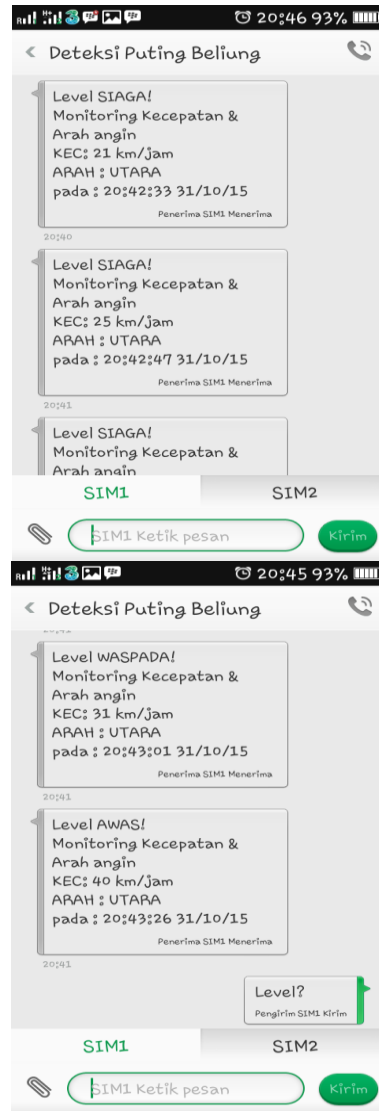 20:46 93%
Deteksi Puting Beliung
Level SIAGA!
Monitoring Kecepatan &
Arah angin
KEC: 21 km/jam
ARAH : UTARA
pada : 20:42:33 31/10/15
Penerima SIM1 Menerima
20:40
Level SIAGA!
Monitoring Kecepatan &
Arah angin
KEC: 25 km/jam
ARAH : UTARA
pada : 20:42:47 31/10/15
Penerima SIM1 Menerima
20:41
Level SIAGA!
Monitoring Kecepatan &
Arah angin
SIM1 SIM2
SIM1 Ketik pesan
Kirim
20:45 93%
Deteksi Puting Beliung
20:41
Level WASPADA!
Monitoring Kecepatan &
Arah angin
KEC: 31 km/jam
ARAH : UTARA
pada : 20:43:01 31/10/15
Penerima SIM1 Menerima
20:41
Level AWAS!
Monitoring Kecepatan &
Arah angin
KEC: 40 km/jam
ARAH : UTARA
pada : 20:43:26 31/10/15
Penerima SIM1 Menerima
20:41
Level?
Pengirim SIM1 Kirim
SIM1 SIM2
SIM1 Ketik pesan
Kirim